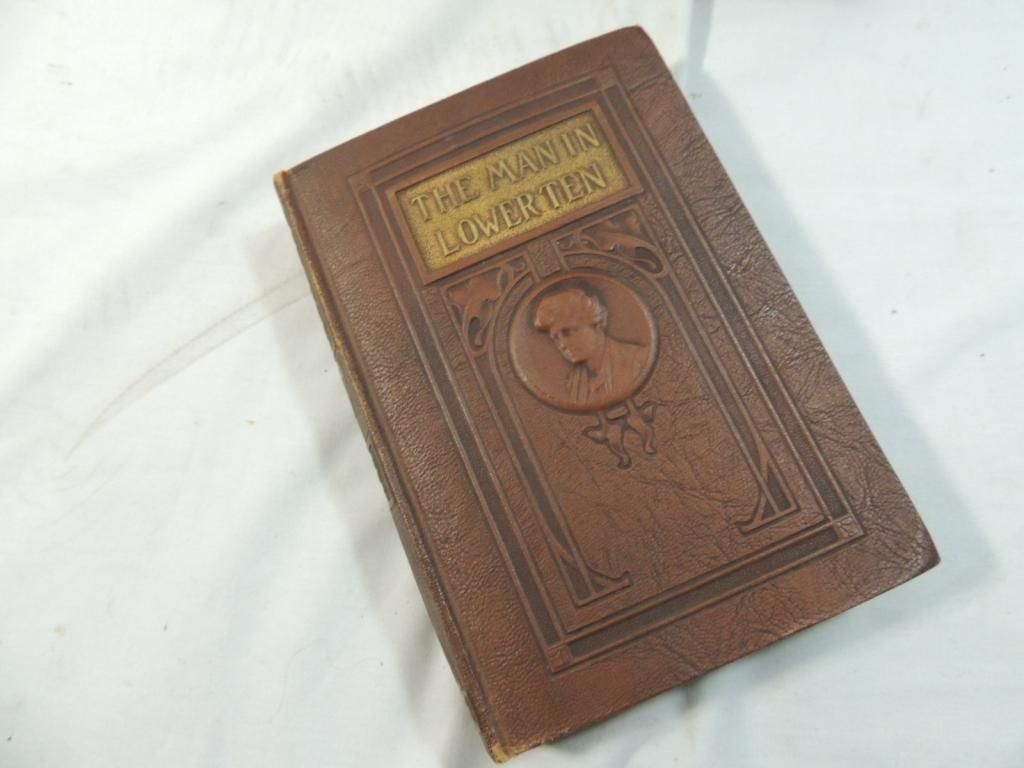 THE MAN IN
LOWER TEN